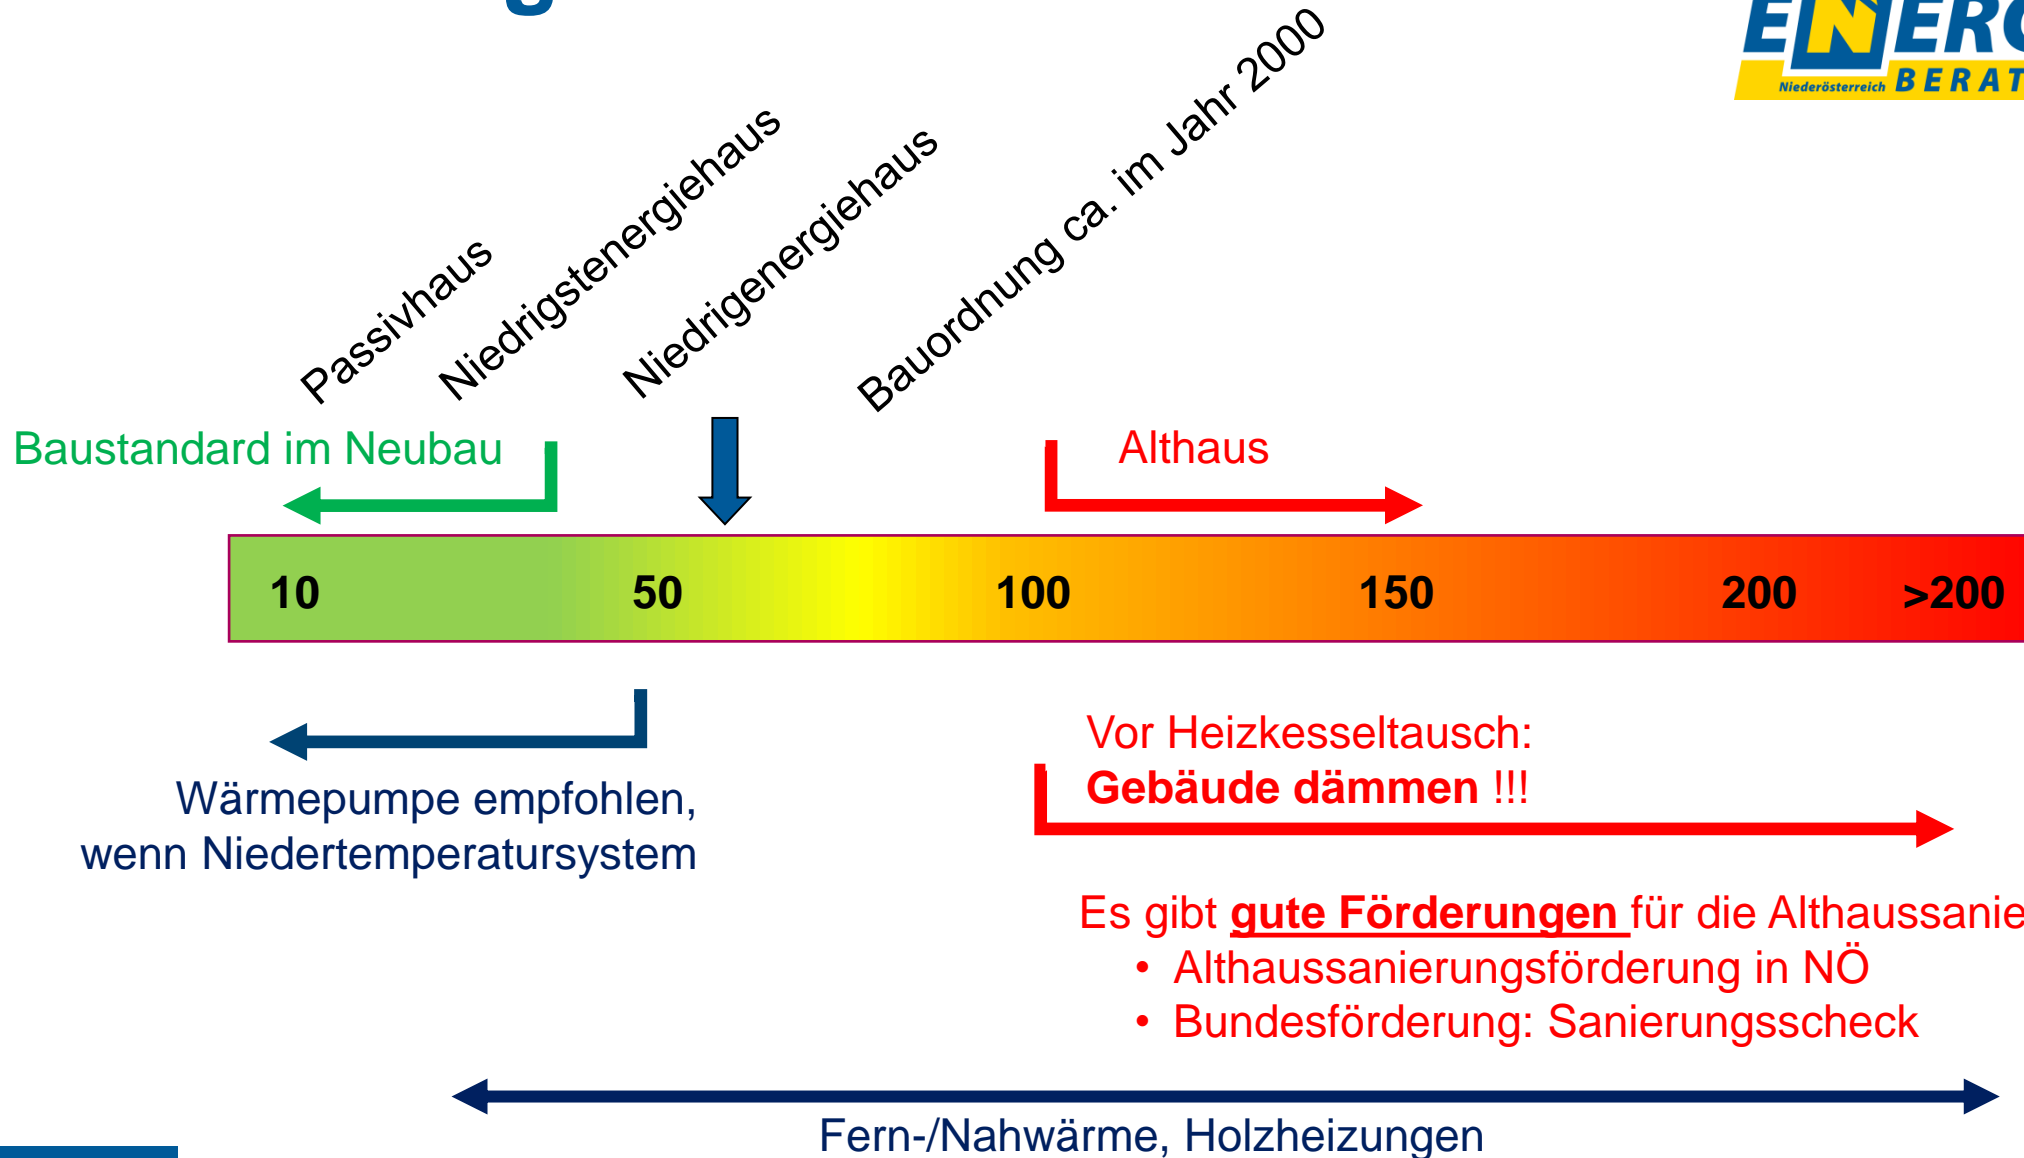 Niederösterreich
Passivhaus
Niedrigstenergiehaus
Niedrigenergiehaus
Bauordnung ca. im Jahr 2000
Baustandard im Neubau
Althaus
10 50 100 150 200 >200
Wärmepumpe empfohlen,
wenn Niedertemperatursystem
Vor Heizkesseltausch:
Gebäude dämmen !!!
Es gibt gute Förderungen für die Althaussanie
• Althaussanierungsförderung in NÖ
• Bundesförderung: Sanierungsscheck
Fern-/Nahwärme, Holzheizungen